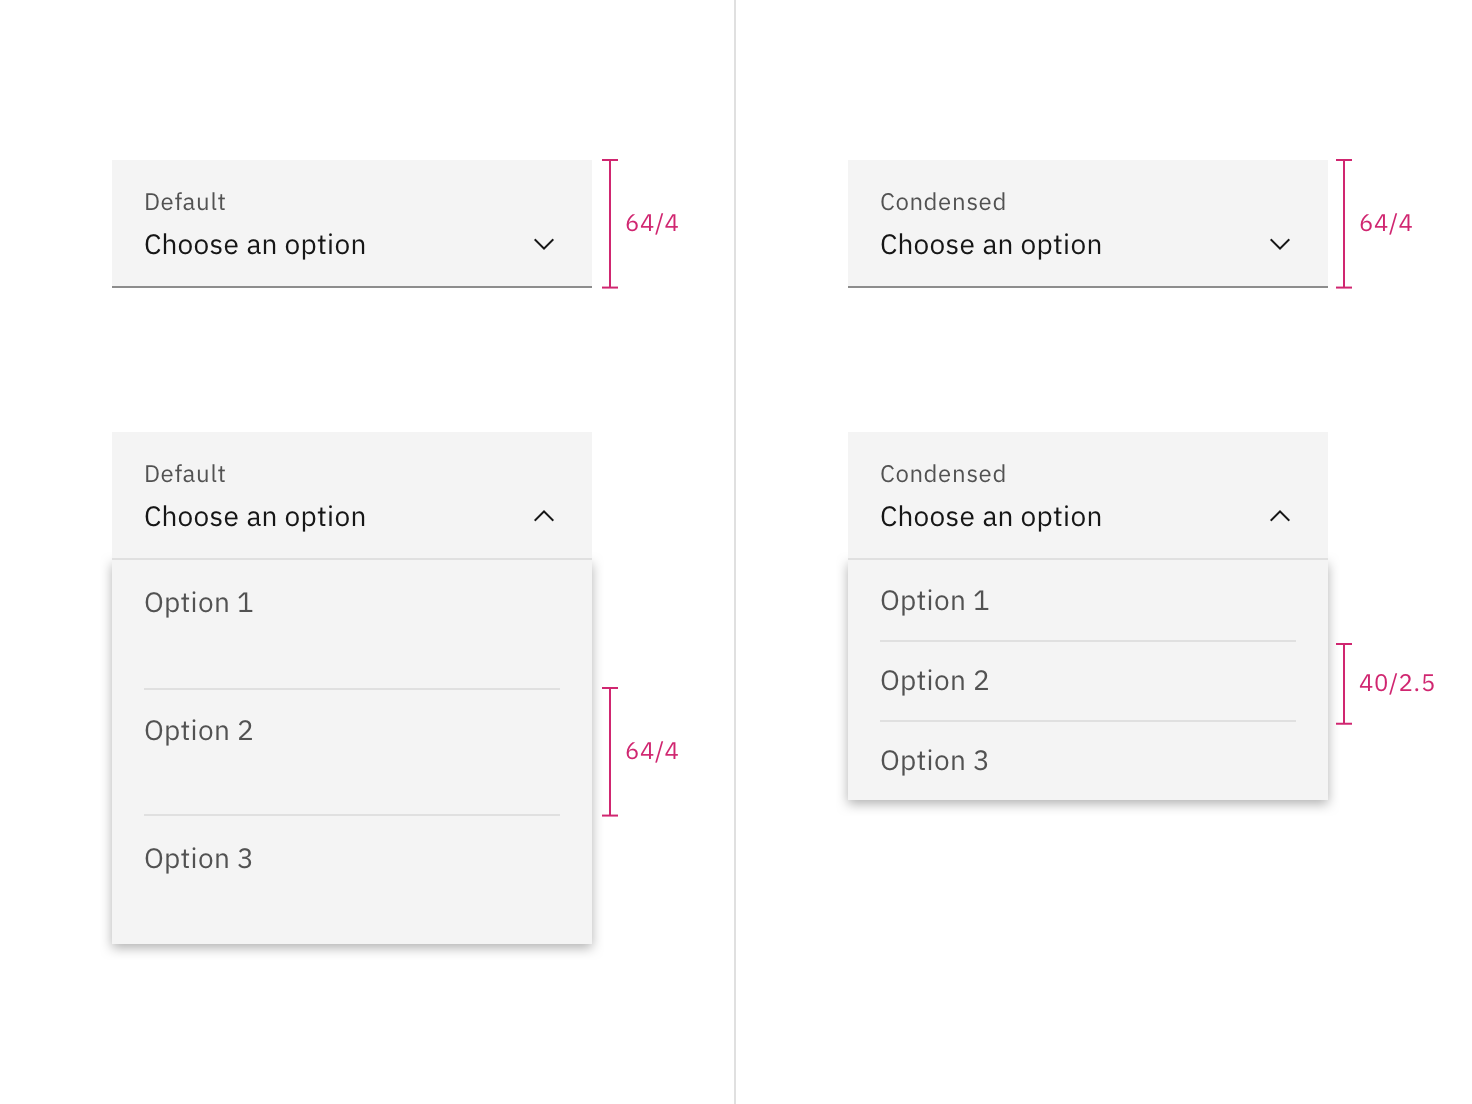 Default
Choose an option
64/4
Default
Choose an option
Option 1
Option 2
64/4
Option 3
Condensed
Choose an option
64/4
Condensed
Choose an option
Option 1
Option 2
40/2.5
Option 3